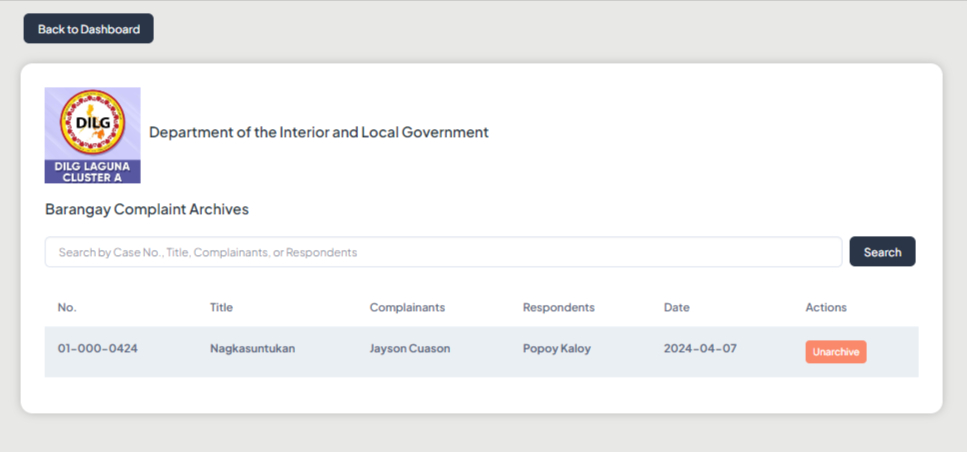 Back to Dashboard
DILG
DILG LAGUNA
CLUSTER A
Department of the Interior and Local Government
Barangay Complaint Archives
Search by Case No., Title, Complainants, or Respondents
Search
No. Title Complainants Respondents Date Actions
01-000-0424 Nagkasuntukan Jayson Cuason Popoy Kaloy 2024-04-07 Unarchive